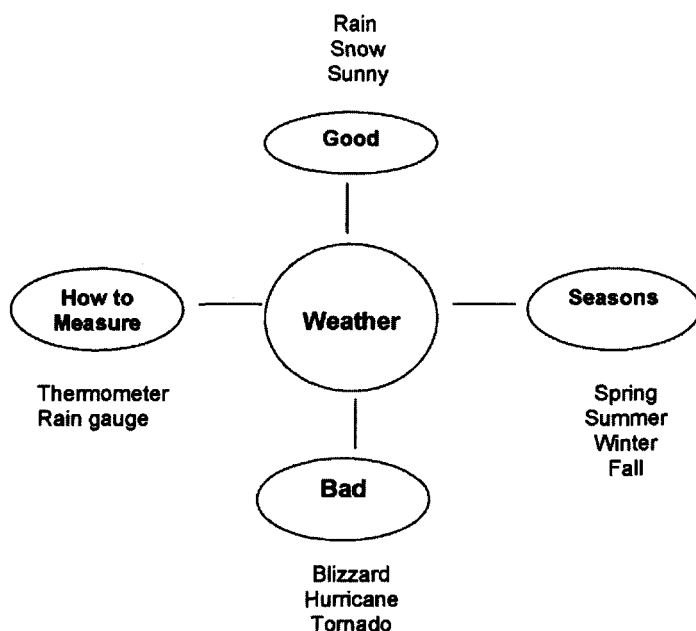 Rain
Snow
Sunny
Good
How to
Measure
Weather
Seasons
Thermometer
Rain gauge
Spring
Summer
Winter
Fall
Bad
Blizzard
Hurricane
Tornado